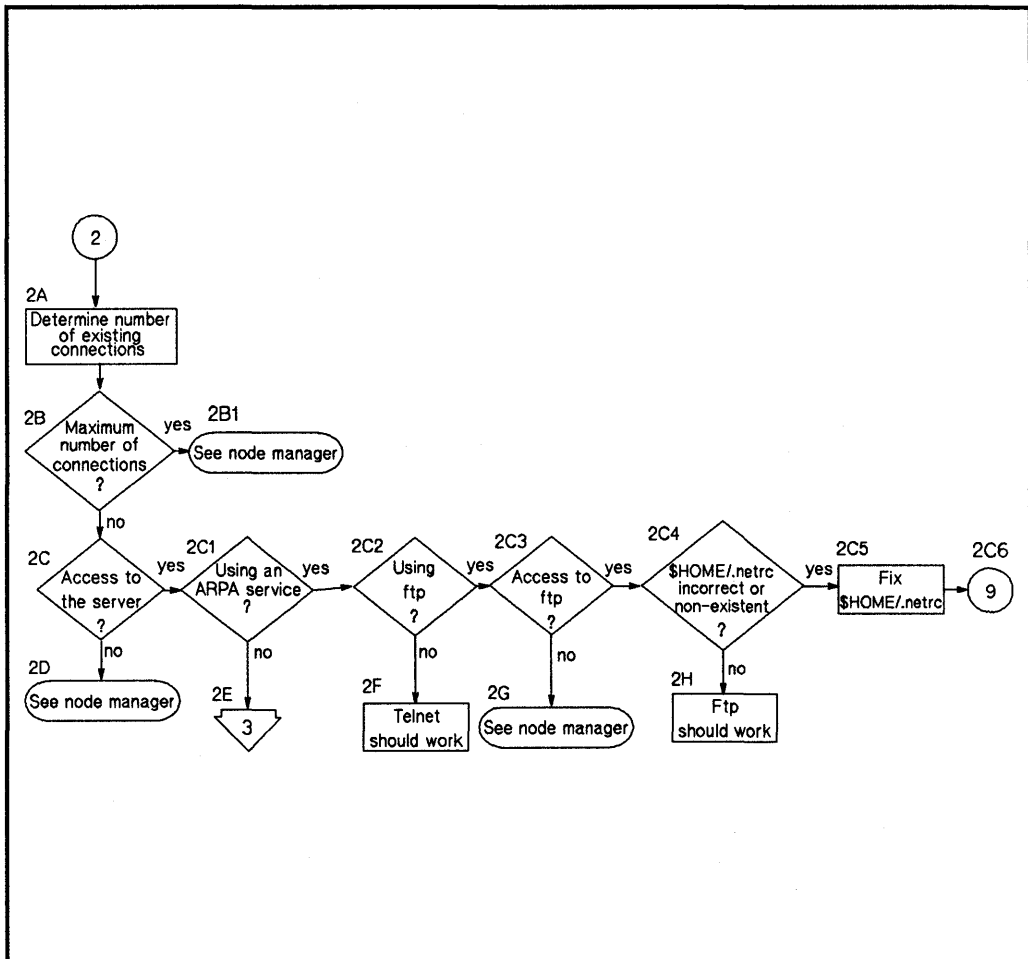 2
2A
Determine number
of existing
connections
2B
Maximum
number of
connections
?
yes
2B1
See node manager
no
2C
Access to
the server
?
yes
2C1
Using an
ARPA service
?
yes
2C2
Using
ftp
?
yes
2C3
Access to
ftp
?
yes
2C4
$HOME/.netrc
incorrect or
non-existent
?
yes
2C5
Fix
$HOME/.netrc
2C6
9
no
2D
See node manager
no
2E
3
no
2F
Telnet
should work
no
2G
See node manager
no
2H
Ftp
should work